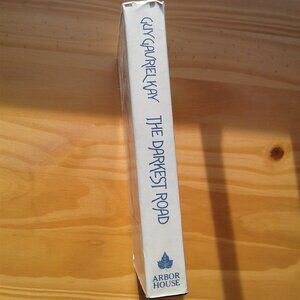 GUY GAVRIEL KAY THE DARKEST ROAD
ARBOR
HOUSE